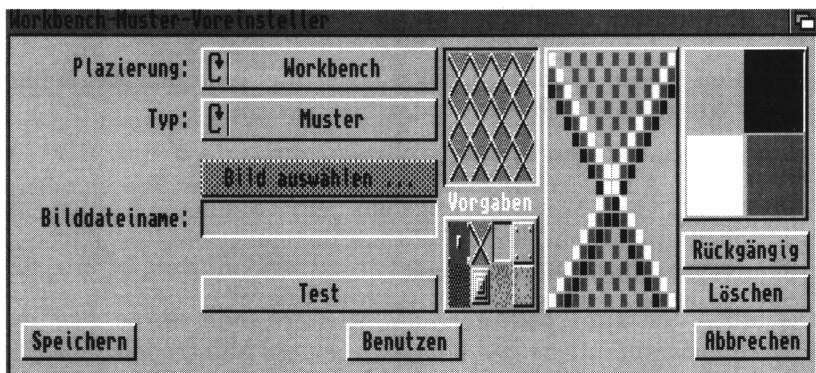 Workbench-Muster-Voreinsteller
Plazierung: Workbench
Typ: Muster
Bild auswählen ...
Vorgaben
Bilddateiname:
Rückgängig
Test
Löschen
Speichern
Benutzen
Abbrechen